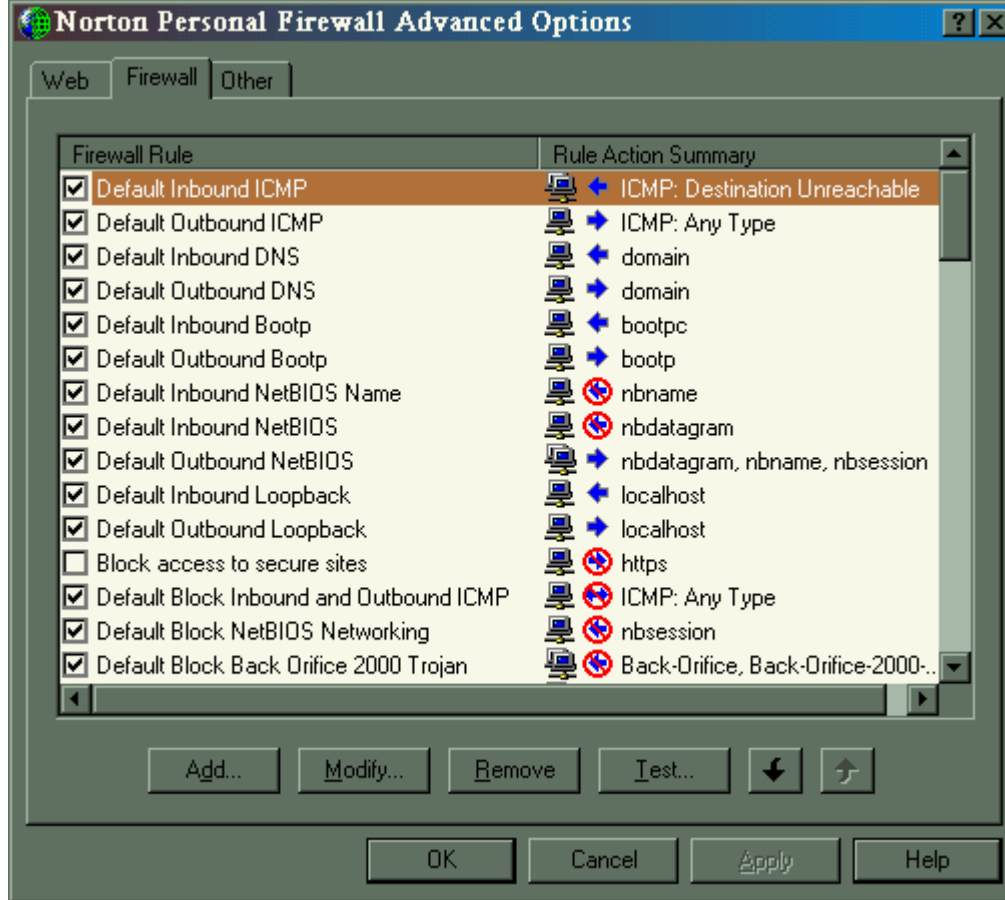 Norton Personal Firewall Advanced Options
Web Firewall Other
Firewall Rule Rule Action Summary
Default Inbound ICMP ICMP: Destination Unreachable
Default Outbound ICMP ICMP: Any Type
Default Inbound DNS domain
Default Outbound DNS domain
Default Inbound Bootp bootpc
Default Outbound Bootp bootp
Default Inbound NetBIOS Name nbname
Default Inbound NetBIOS nbdatagram
Default Outbound NetBIOS nbdatagram, nbname, nbsession
Default Inbound Loopback localhost
Default Outbound Loopback localhost
Block access to secure sites https
Default Block Inbound and Outbound ICMP ICMP: Any Type
Default Block NetBIOS Networking nbsession
Default Block Back Orifice 2000 Trojan Back-Orifice, Back-Orifice-2000-..
Add... Modify... Remove Test...
OK Cancel Apply Help